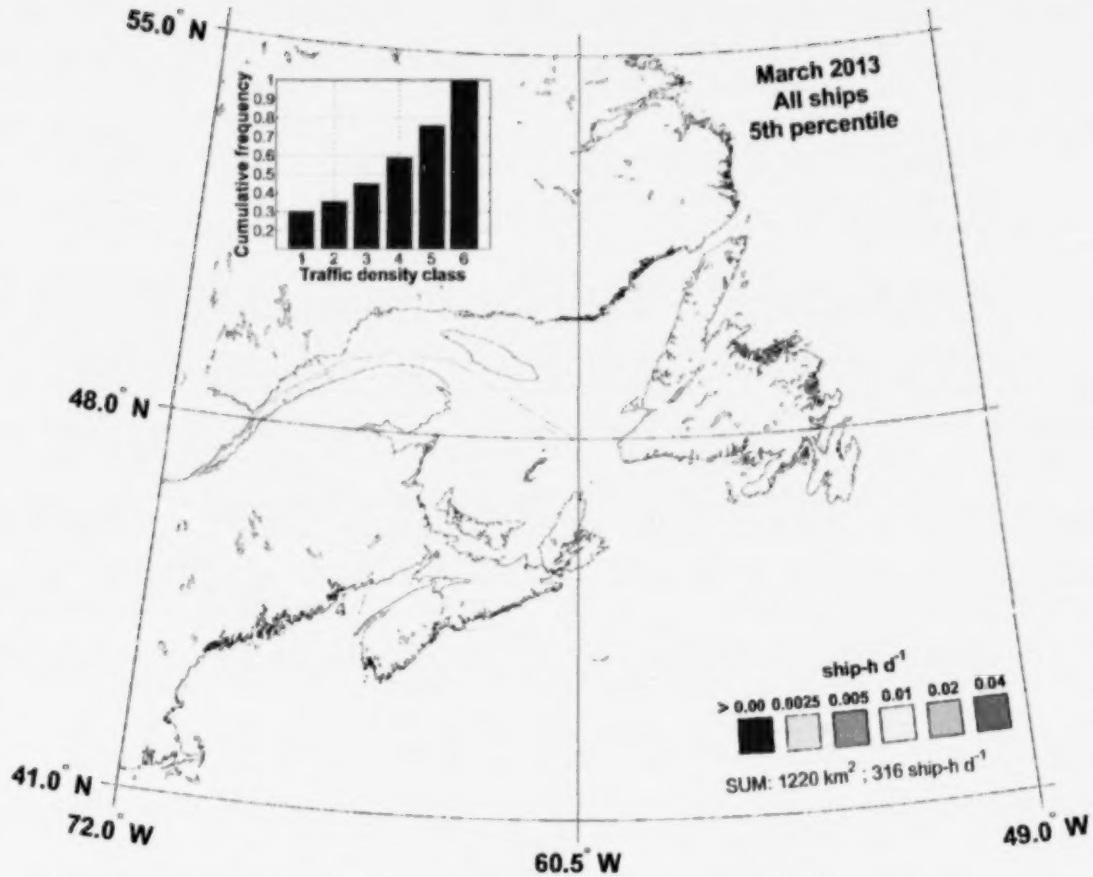 55.0° N
March 2013
All ships
5th percentile
Cumulative frequency
1
0.9
0.8
0.7
0.6
0.5
0.4
0.3
0.2
1 2 3 4 5 6
Traffic density class
48.0° N
ship-h d⁻¹
> 0.00 0.0025 0.005 0.01 0.02 0.04
SUM: 1220 km² ; 316 ship-h d⁻¹
41.0° N
72.0° W
60.5° W
49.0° W